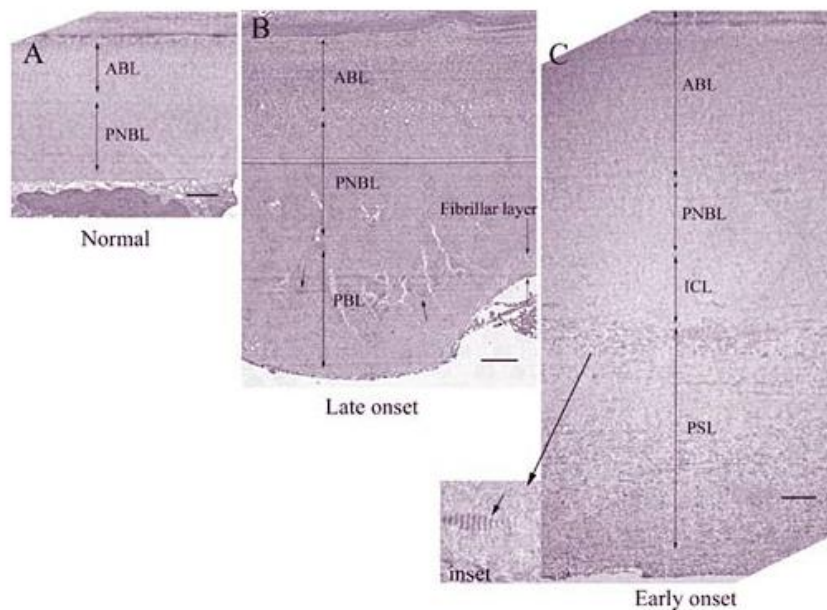 A
ABL
PNBL
Normal
B
ABL
PNBL
Fibrillar layer
PBL
Late onset
C
ABL
PNBL
ICL
PSL
inset
Early onset